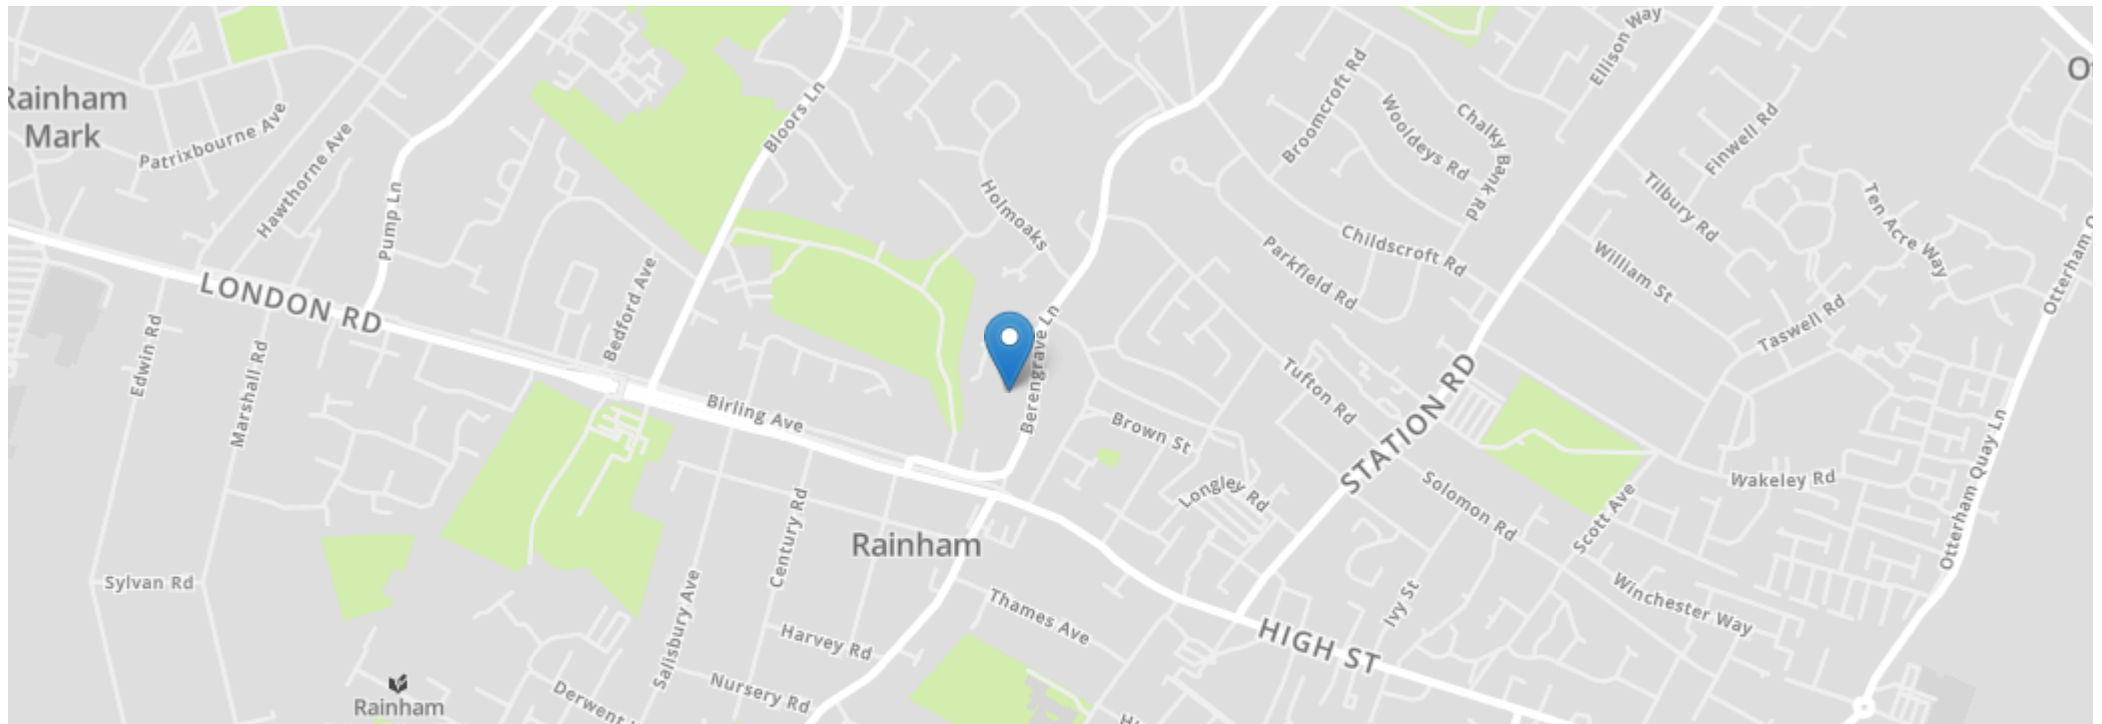 Ellison Way
Rainham
Mark
Patrixbourne Ave
Hawthorne Ave
Pump Ln
Bloors Ln
Broomcroft Rd
Wooldeys Rd
Chalky Bank Rd
Finwell Rd
Tilbury Rd
Ten Acre Way
Holmoaks
Childscroft Rd
Parkfield Rd
William St
Taswell Rd
LONDON RD
Edwin Rd
Marshall Rd
Bedford Ave
Birling Ave
Berengrave Ln
Brown St
Longley Rd
Tufton Rd
STATION RD
Solomon Rd
Scott Ave
Wakeley Rd
Otterham Quay Ln
Rainham
Century Rd
Salisbury Ave
Sylvan Rd
Harvey Rd
Nursery Rd
Thames Ave
Ivy St
Winchester Way
HIGH ST
Rainham
Derwent
Otterham